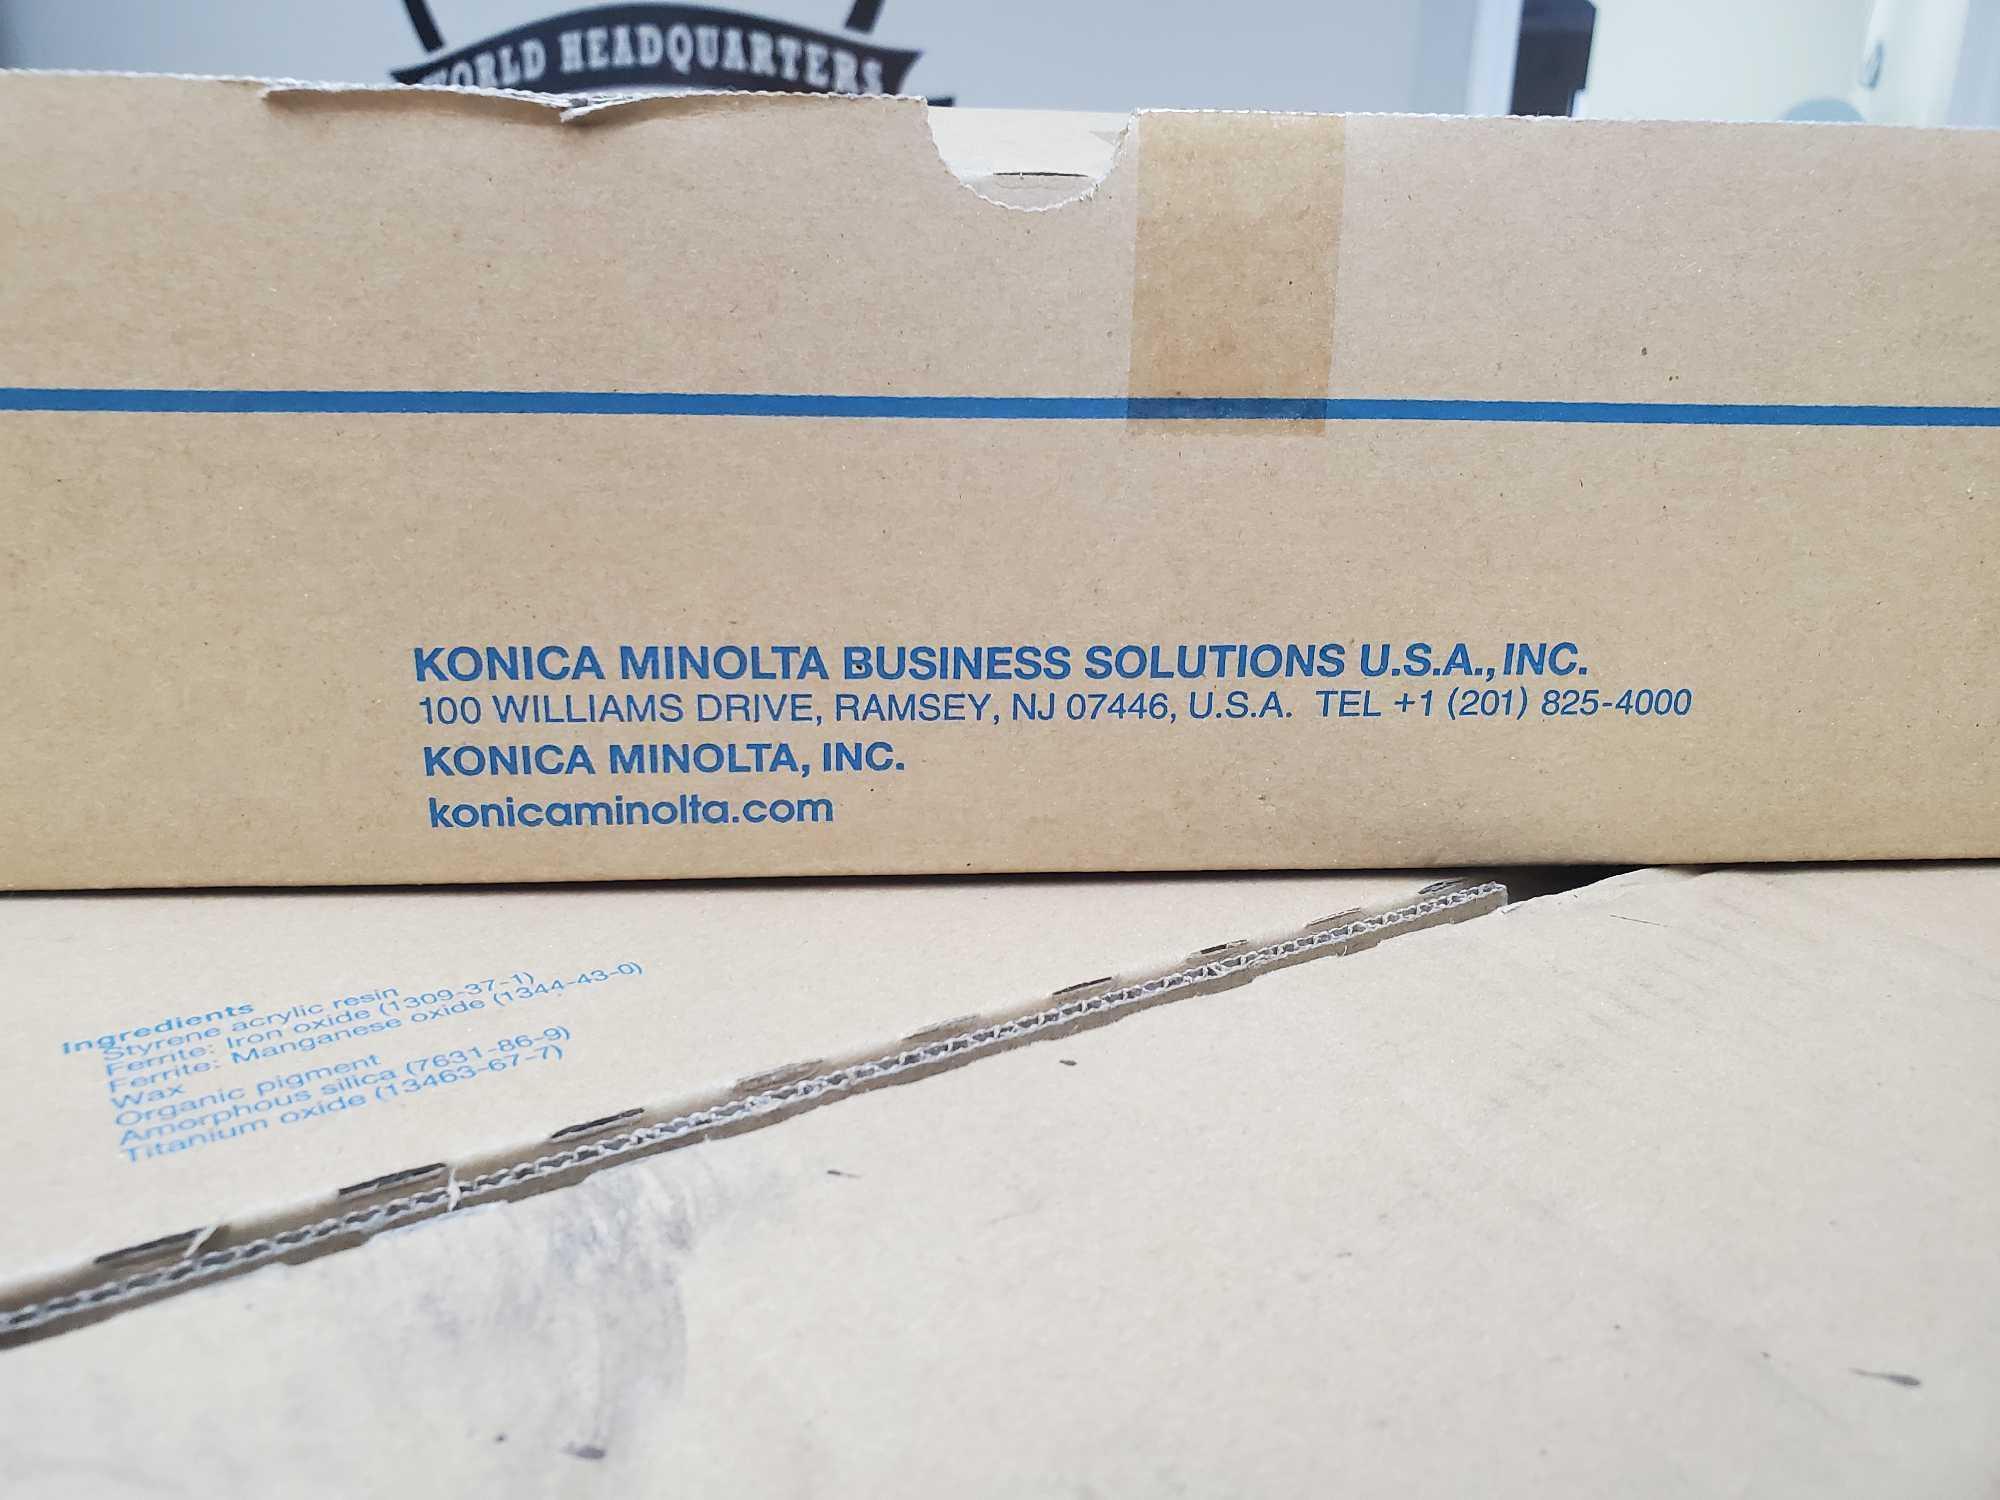 WORLD HEADQUARTERS
KONICA MINOLTA BUSINESS SOLUTIONS U.S.A., INC.
100 WILLIAMS DRIVE, RAMSEY, NJ 07446, U.S.A. TEL +1 (201) 825-4000
KONICA MINOLTA, INC.
konicaminolta.com
Ingredients
Styrene acrylic resin
Ferrite: Iron oxide (1309-37-1)
Ferrite: Manganese oxide (1344-43-0)
Wax
Organic pigment
Amorphous silica (7631-86-9)
Titanium oxide (13463-67-7)